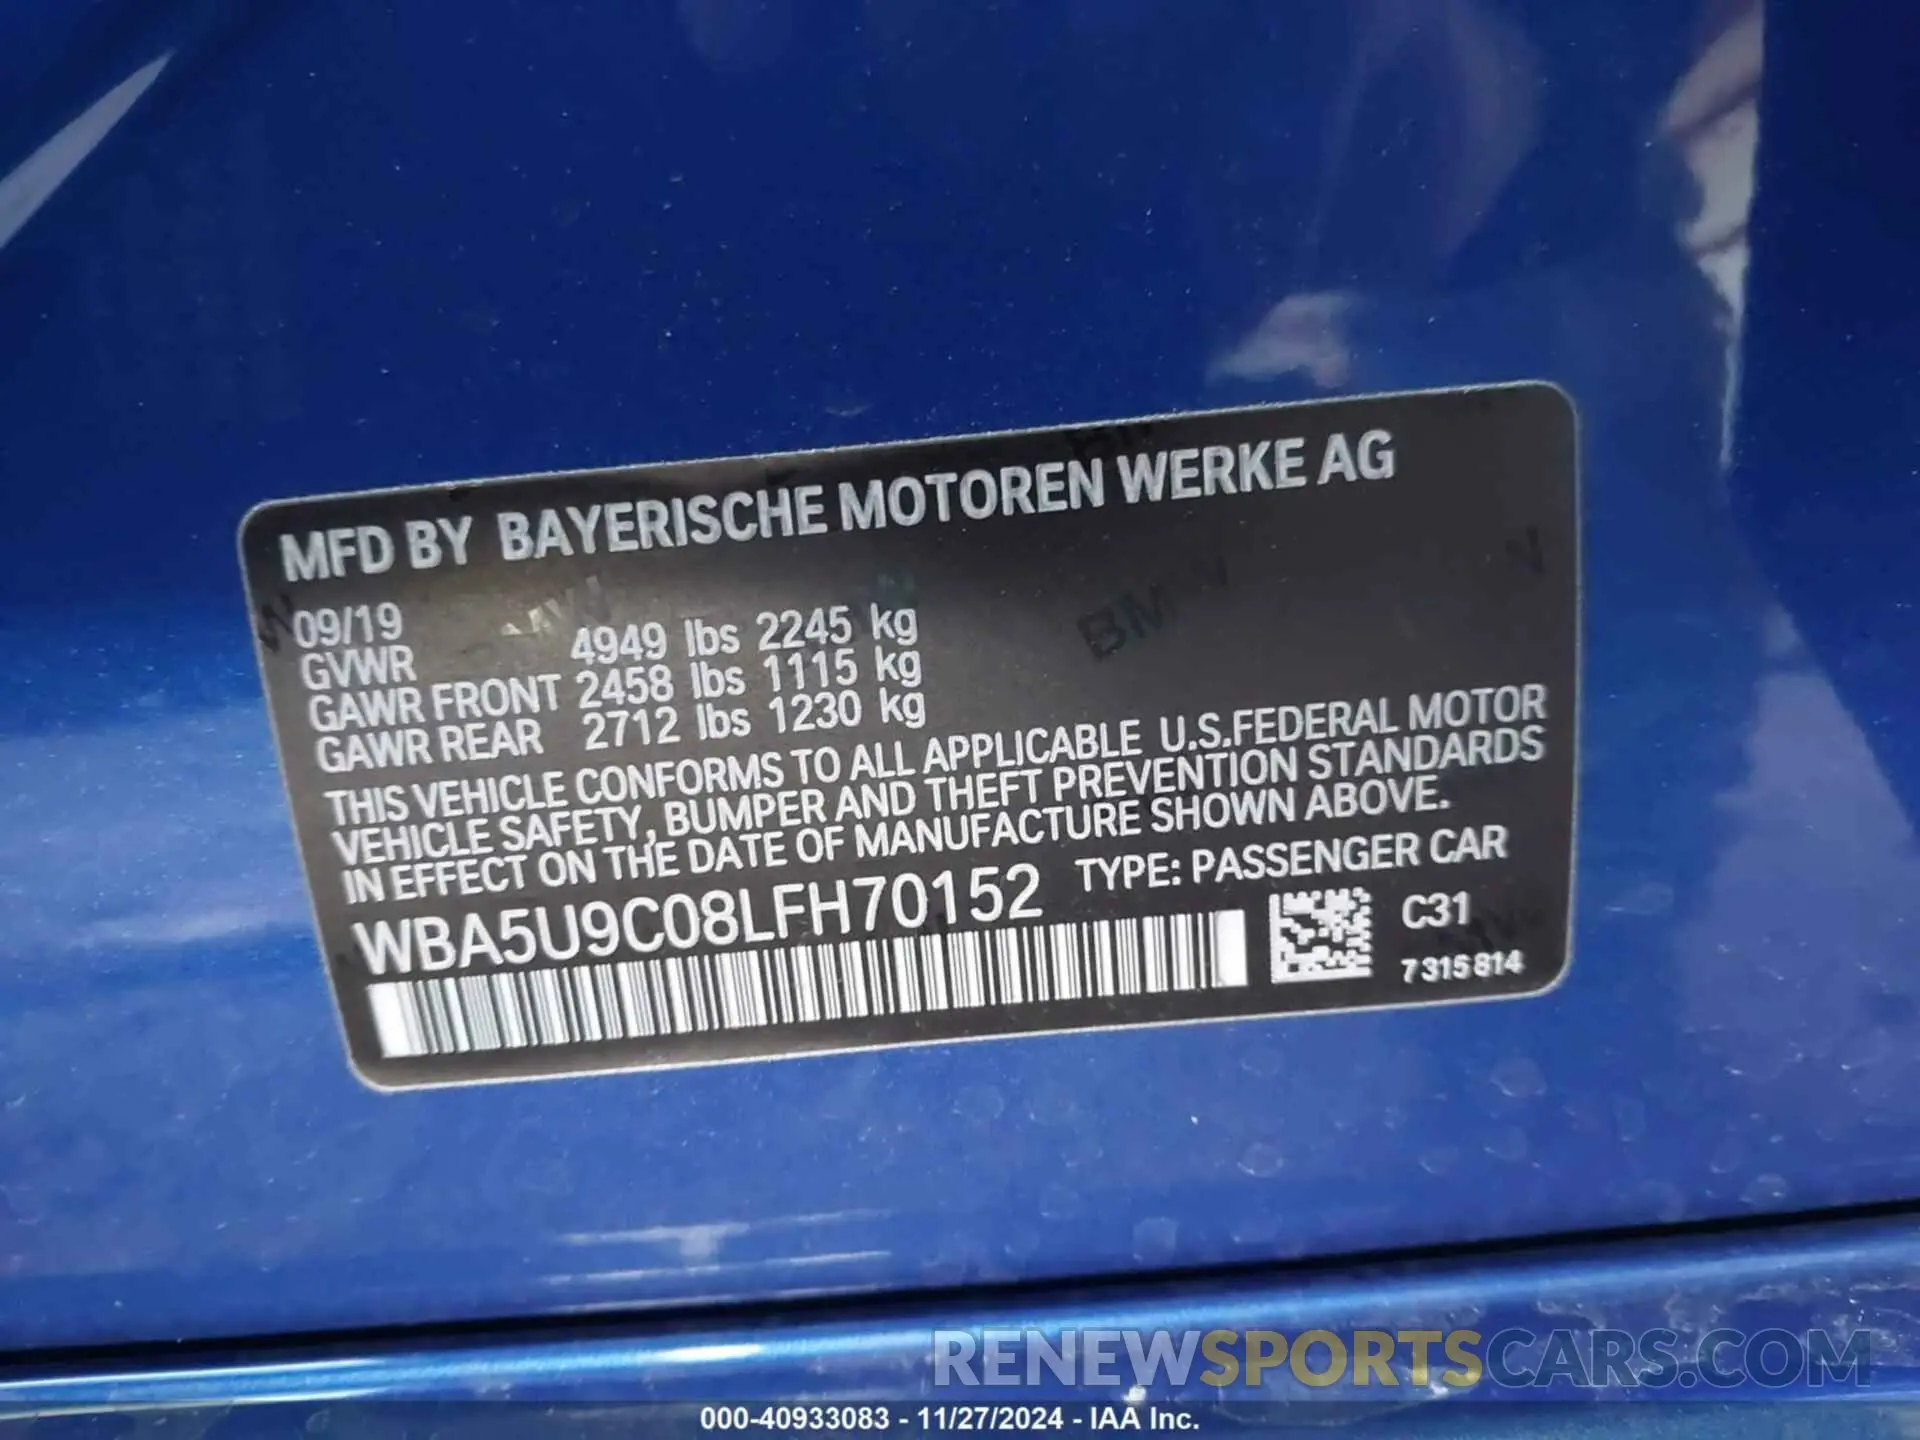 MFD BY BAYERISCHE MOTOREN WERKE AG
09/19
GVWR 4949 lbs 2245 kg
GAWR FRONT 2458 lbs 1115 kg
GAWR REAR 2712 lbs 1230 kg
THIS VEHICLE CONFORMS TO ALL APPLICABLE U.S.FEDERAL MOTOR
VEHICLE SAFETY, BUMPER AND THEFT PREVENTION STANDARDS
IN EFFECT ON THE DATE OF MANUFACTURE SHOWN ABOVE.
WBA5U9C08LFH70152 TYPE: PASSENGER CAR
C31
7315814
RENEWSPORTSCARS.COM
000-40933083 - 11/27/2024 - IAA Inc.